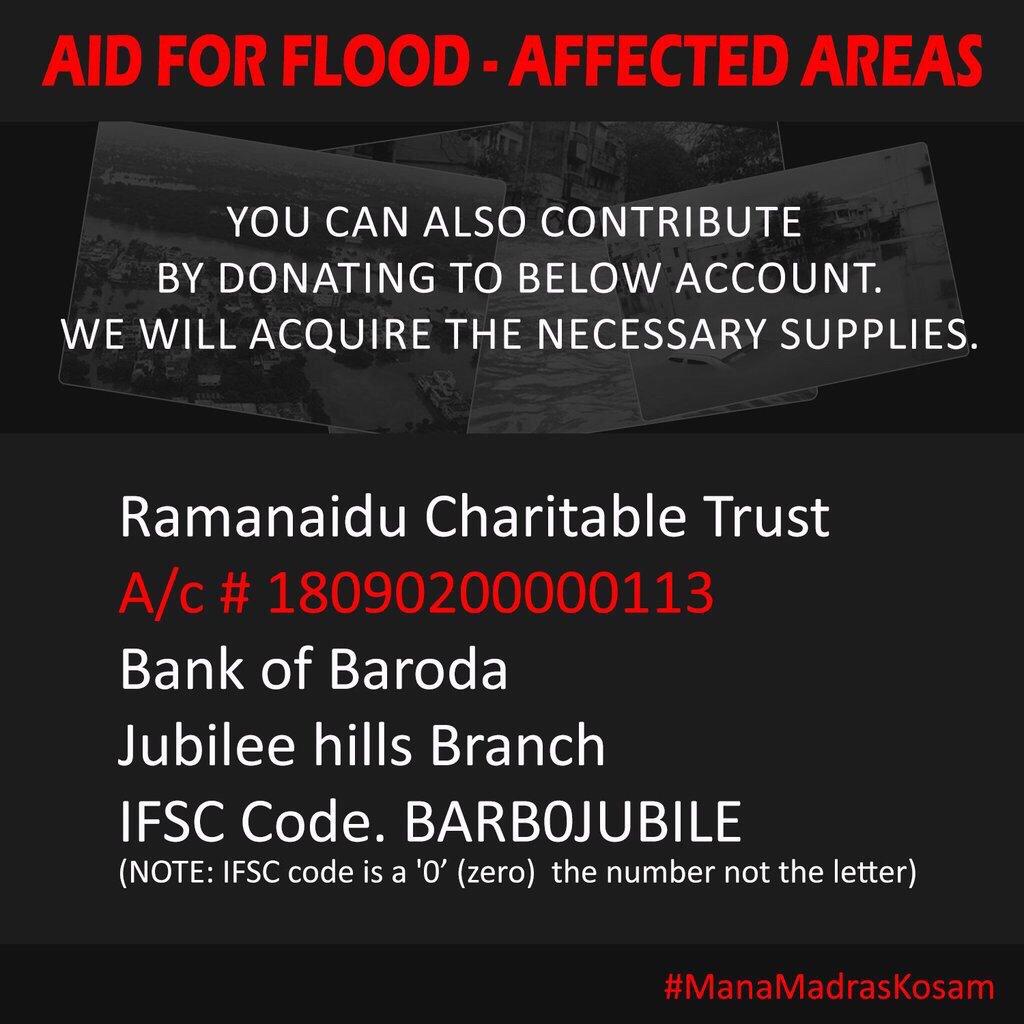 AID FOR FLOOD - AFFECTED AREAS
YOU CAN ALSO CONTRIBUTE
BY DONATING TO BELOW ACCOUNT.
WE WILL ACQUIRE THE NECESSARY SUPPLIES.
Ramanaidu Charitable Trust
A/c # 18090200000113
Bank of Baroda
Jubilee hills Branch
IFSC Code. BARB0JUBILE
(NOTE: IFSC code is a '0’ (zero)  the number not the letter)
#ManaMadrasKosam